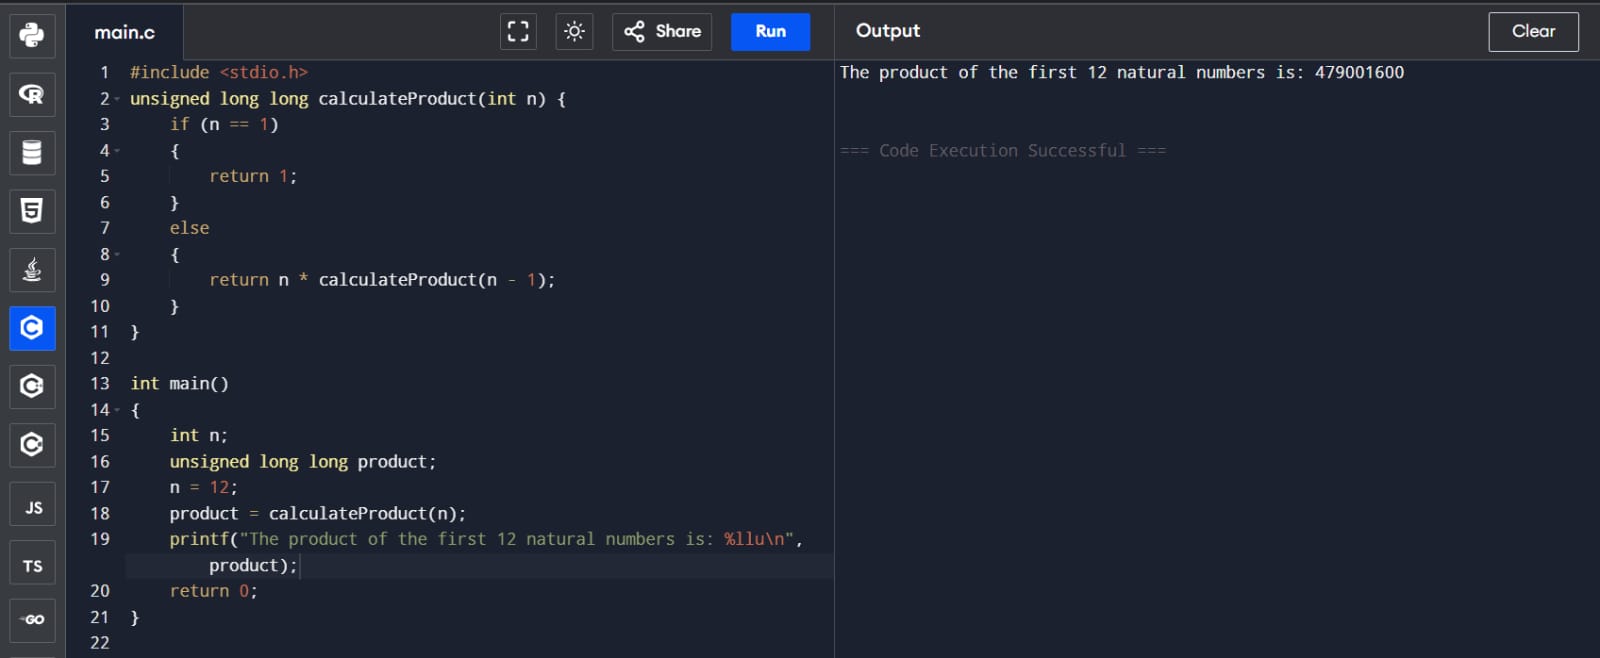 main.c
Share
Run
Output
Clear
1 #include <stdio.h>
2 unsigned long long calculateProduct(int n) {
3     if (n == 1)
4     {
5         return 1;
6     }
7     else
8     {
9         return n * calculateProduct(n - 1);
10     }
11 }
12
13 int main()
14 {
15     int n;
16     unsigned long long product;
17     n = 12;
18     product = calculateProduct(n);
19     printf("The product of the first 12 natural numbers is: %llu\n",
        product);
20     return 0;
21 }
22
The product of the first 12 natural numbers is: 479001600
=== Code Execution Successful ===
R
5
C
C
C
JS
TS
GO